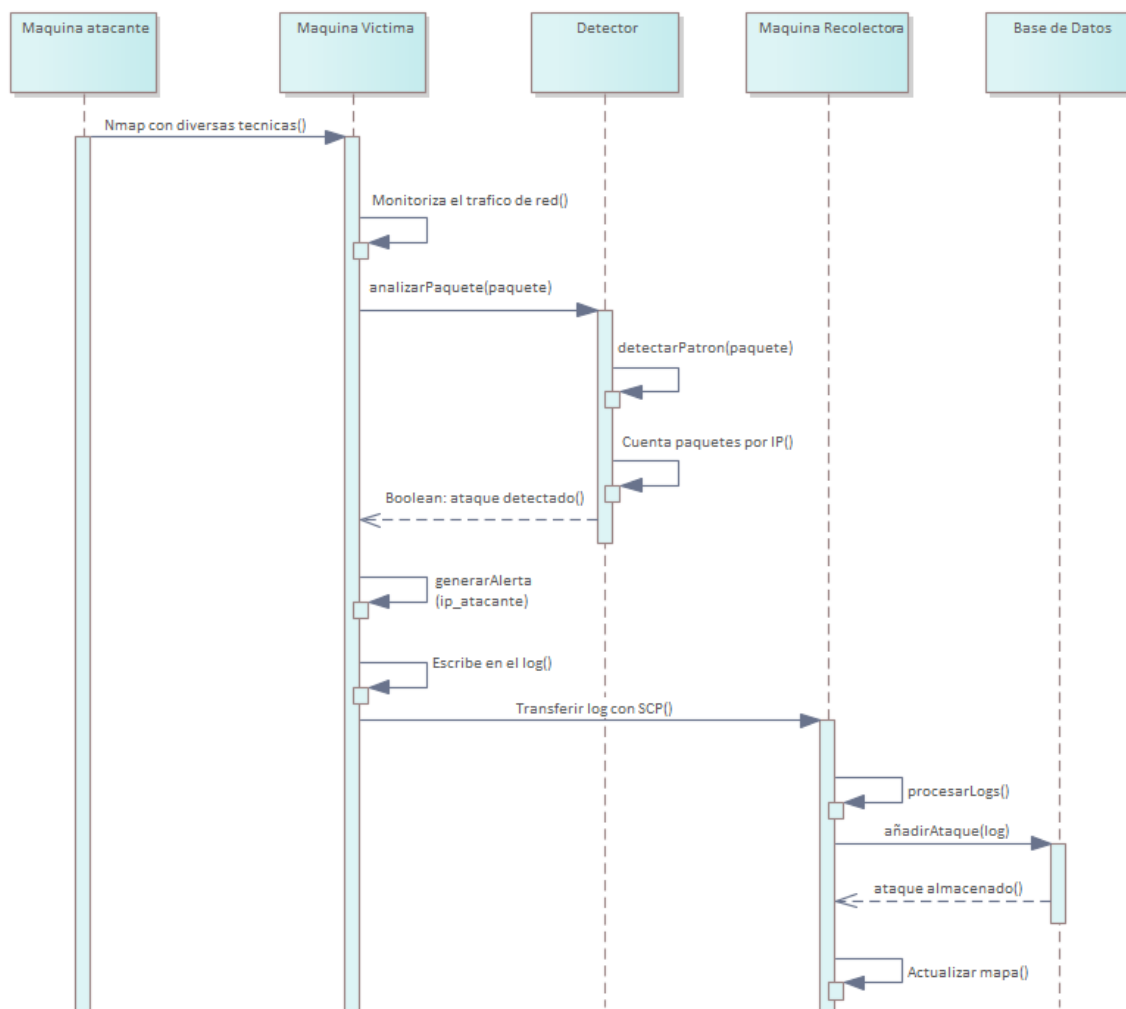 Maquina atacante
Maquina Victima
Detector
Maquina Recolectora
Base de Datos
Nmap con diversas tecnicas()
Monitoriza el trafico de red()
analizarPaquete(paquete)
detectarPatron(paquete)
Cuenta paquetes por IP()
Boolean: ataque detectado()
generarAlerta
(ip_atacante)
Escribe en el log()
Transferir log con SCP()
procesarLogs()
añadirAtaque(log)
ataque almacenado()
Actualizar mapa()